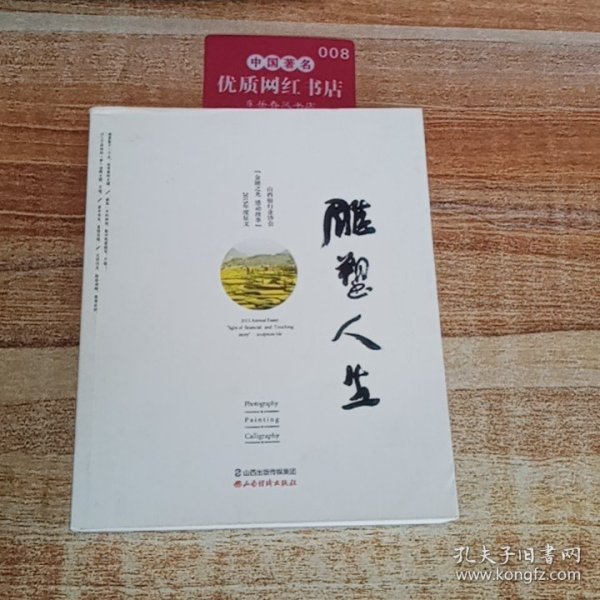 008
中国著名
优质网红书店
雕塑人生
山西银行业协会
【金融之光 感动故事】
2015年度征文
2015 Annual Essay
"light of financial and Touching
story" sculpture life
Photography
Painting
Calligraphy
山西出版传媒集团
山西经济出版社
孔夫子旧书网
www.kongfz.com